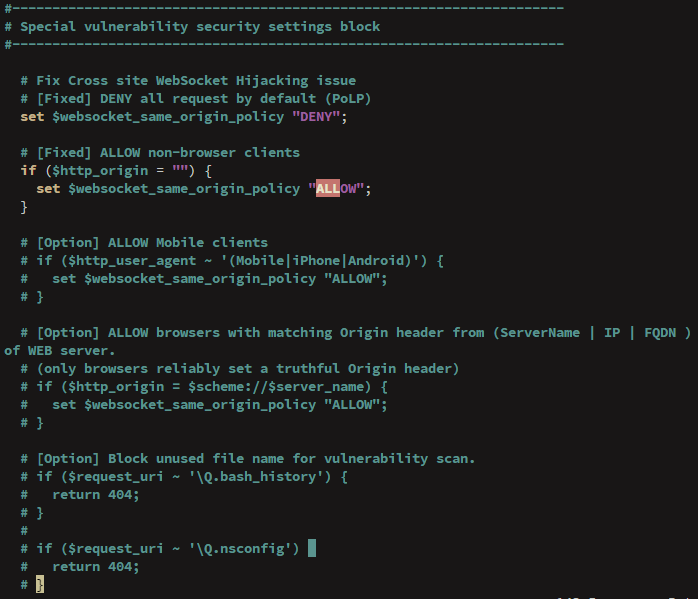 #---------------------------------------------------------------------
# Special vulnerability security settings block
#---------------------------------------------------------------------
# Fix Cross site WebSocket Hijacking issue
# [Fixed] DENY all request by default (PoLP)
set $websocket_same_origin_policy "DENY";
# [Fixed] ALLOW non-browser clients
if ($http_origin = "") {
set $websocket_same_origin_policy "ALLOW";
}
# [Option] ALLOW Mobile clients
# if ($http_user_agent ~ '(Mobile|iPhone|Android)') {
#   set $websocket_same_origin_policy "ALLOW";
# }
# [Option] ALLOW browsers with matching Origin header from (ServerName | IP | FQDN )
of WEB server.
# (only browsers reliably set a truthful Origin header)
# if ($http_origin = $scheme://$server_name) {
#   set $websocket_same_origin_policy "ALLOW";
# }
# [Option] Block unused file name for vulnerability scan.
# if ($request_uri ~ '\Q.bash_history') {
#   return 404;
# }
#
# if ($request_uri ~ '\Q.nsconfig')
#   return 404;
# }